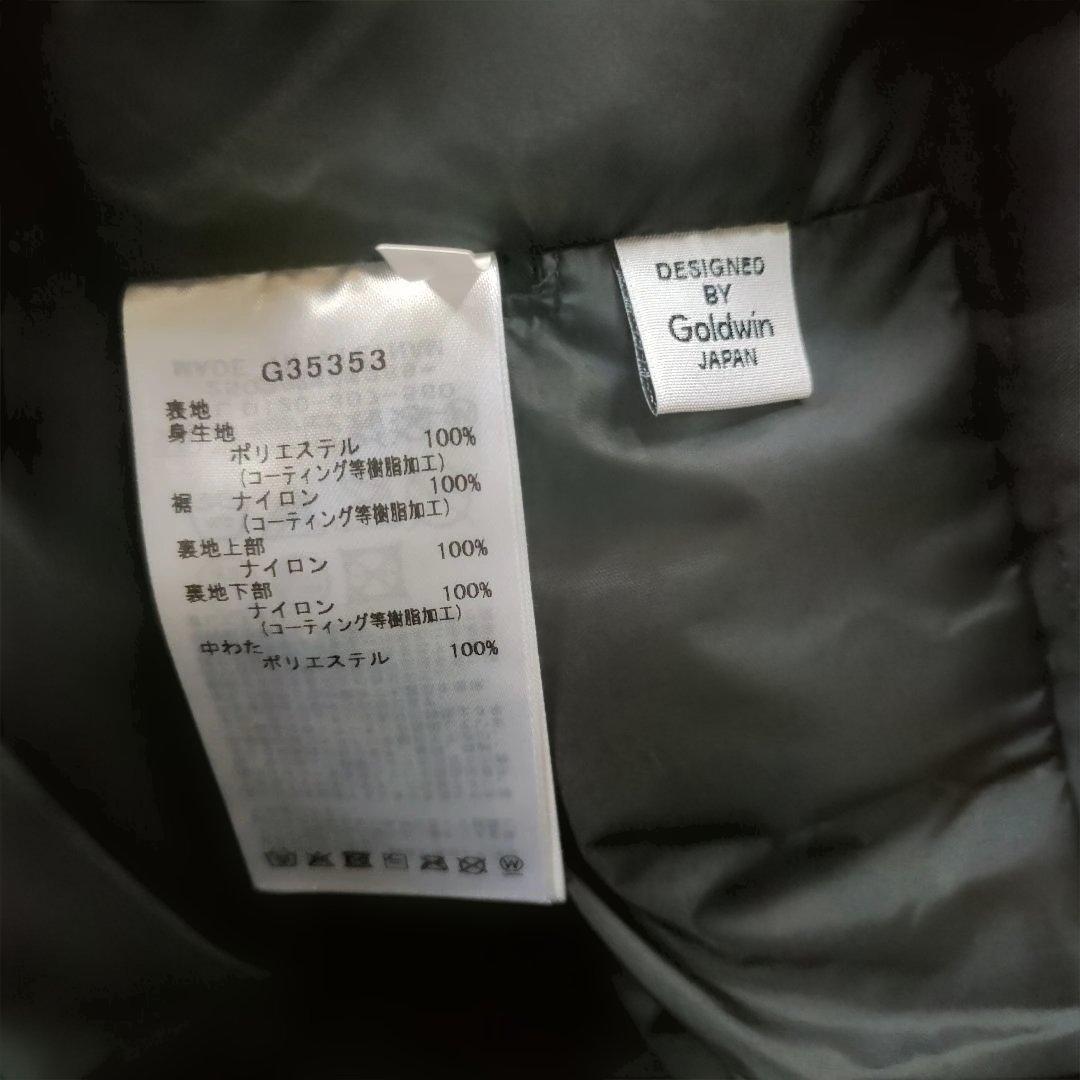 G35353
表地
身生地
ポリエステル 100%
(コーティング等樹脂加工)
裾 ナイロン 100%
(コーティング等樹脂加工)
裏地上部
ナイロン 100%
裏地下部
ナイロン 100%
(コーティング等樹脂加工)
中わた
ポリエステル 100%
W
DESIGNED
BY
Goldwin
JAPAN